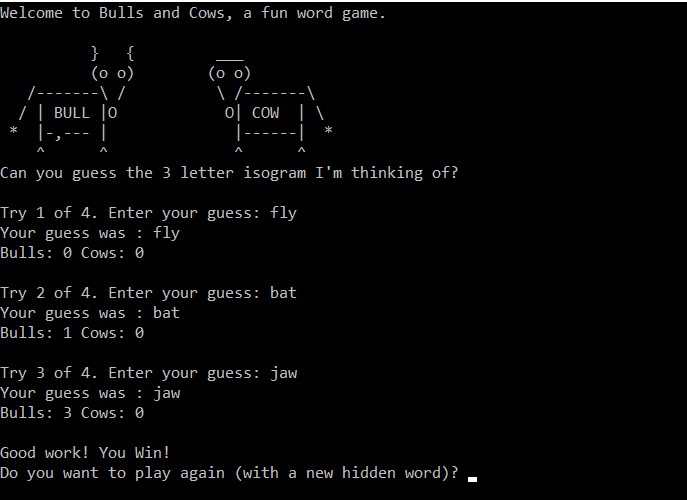 Welcome to Bulls and Cows, a fun word game.

          }   {         ___
          (o o)        (o o)
   /-------\ /          \ /-------\
  / | BULL |O            O| COW  | \
 *  |-,--- |              |------|  *
    ^      ^              ^      ^
Can you guess the 3 letter isogram I'm thinking of?

Try 1 of 4. Enter your guess: fly
Your guess was : fly
Bulls: 0 Cows: 0

Try 2 of 4. Enter your guess: bat
Your guess was : bat
Bulls: 1 Cows: 0

Try 3 of 4. Enter your guess: jaw
Your guess was : jaw
Bulls: 3 Cows: 0

Good work! You Win!
Do you want to play again (with a new hidden word)?